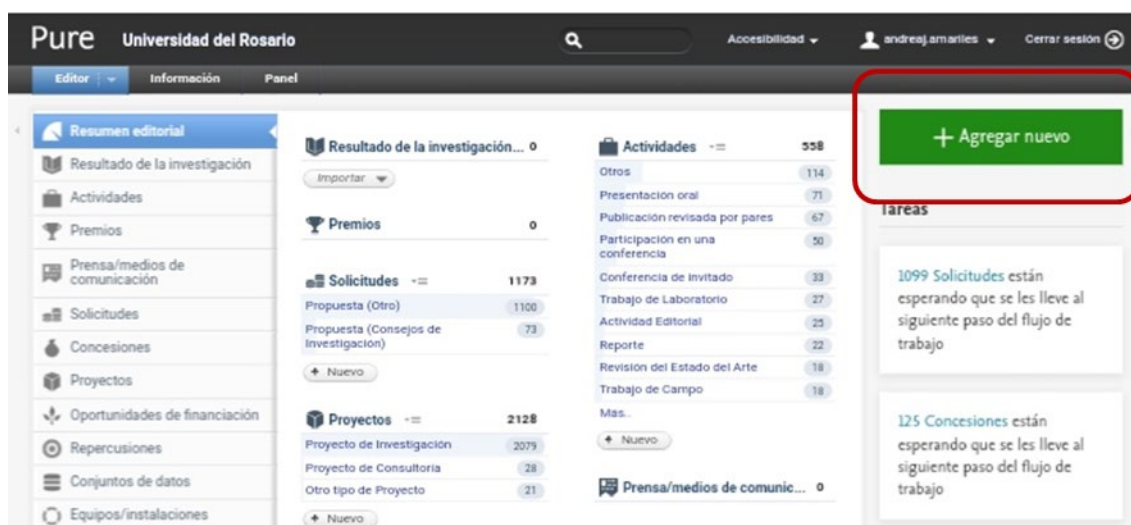 Pure Universidad del Rosario Accesibilidad andreaj.amariles Cerrar sesión
Editor Información Panel
Resumen editorial
Resultado de la investigación
Actividades
Premios
Prensa/medios de
comunicación
Solicitudes
Concesiones
Proyectos
Oportunidades de financiación
Repercusiones
Conjuntos de datos
Equipos/instalaciones
Resultado de la investigación... 0
Importar
Premios 0
Solicitudes 1173
Propuesta (Otro) 1100
Propuesta (Consejos de
Investigacion) 73
+ Nuevo
Proyectos 2128
Proyecto de Investigación 2079
Proyecto de Consultoria 28
Otro tipo de Proyecto 21
+ Nuevo
Actividades 558
Otros 114
Presentación oral 71
Publicación revisada por pares 67
Participación en una
conferencia 50
Conferencia de invitado 33
Trabajo de Laboratorio 27
Actividad Editorial 25
Reporte 22
Revisión del Estado del Arte 18
Trabajo de Campo 18
Mas..
+ Nuevo
Prensa/medios de comunic... 0
+ Agregar nuevo
Tareas
1099 Solicitudes están
esperando que se les lleve al
siguiente paso del flujo de
trabajo
125 Concesiones están
esperando que se les lleve al
siguiente paso del flujo de
trabajo